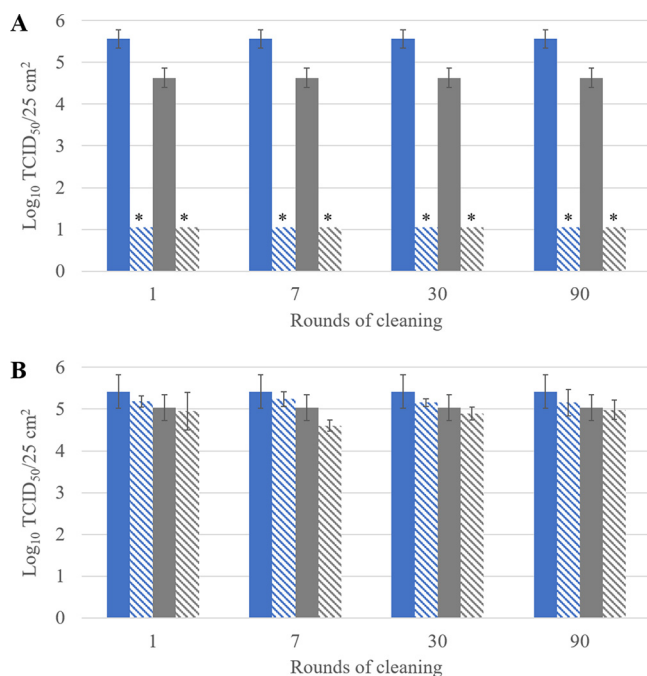 A
Log₁₀ TCID₅₀/25 cm²
6
5
4
3
2
1
0
* * * * * * * *
1 7 30 90
Rounds of cleaning
B
Log₁₀ TCID₅₀/25 cm²
6
5
4
3
2
1
0
1 7 30 90
Rounds of cleaning